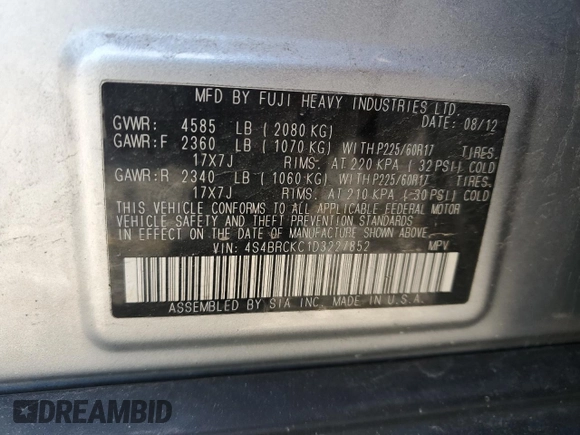 MFD BY FUJI HEAVY INDUSTRIES LTD.
GVWR: 4585 LB ( 2080 KG) DATE: 08/12
GAWR:F 2360 LB ( 1070 KG) WITH P225/60R17 TIRES.
17X7J RIMS. AT 220 KPA ( 32 PSI) COLD
GAWR:R 2340 LB ( 1060 KG) WITH P225/60R17 TIRES.
17X7J RIMS. AT 210 KPA ( 30 PSI) COLD
THIS VEHICLE CONFORMS TO ALL APPLICABLE FEDERAL MOTOR
VEHICLE SAFETY AND THEFT PREVENTION STANDARDS
IN EFFECT ON THE DATE OF MANUFACTURE SHOWN ABOVE.
VIN: 4S4BRCKC1D3227852 MPV
ASSEMBLED BY SIA INC. MADE IN U.S.A.
DREAMBID